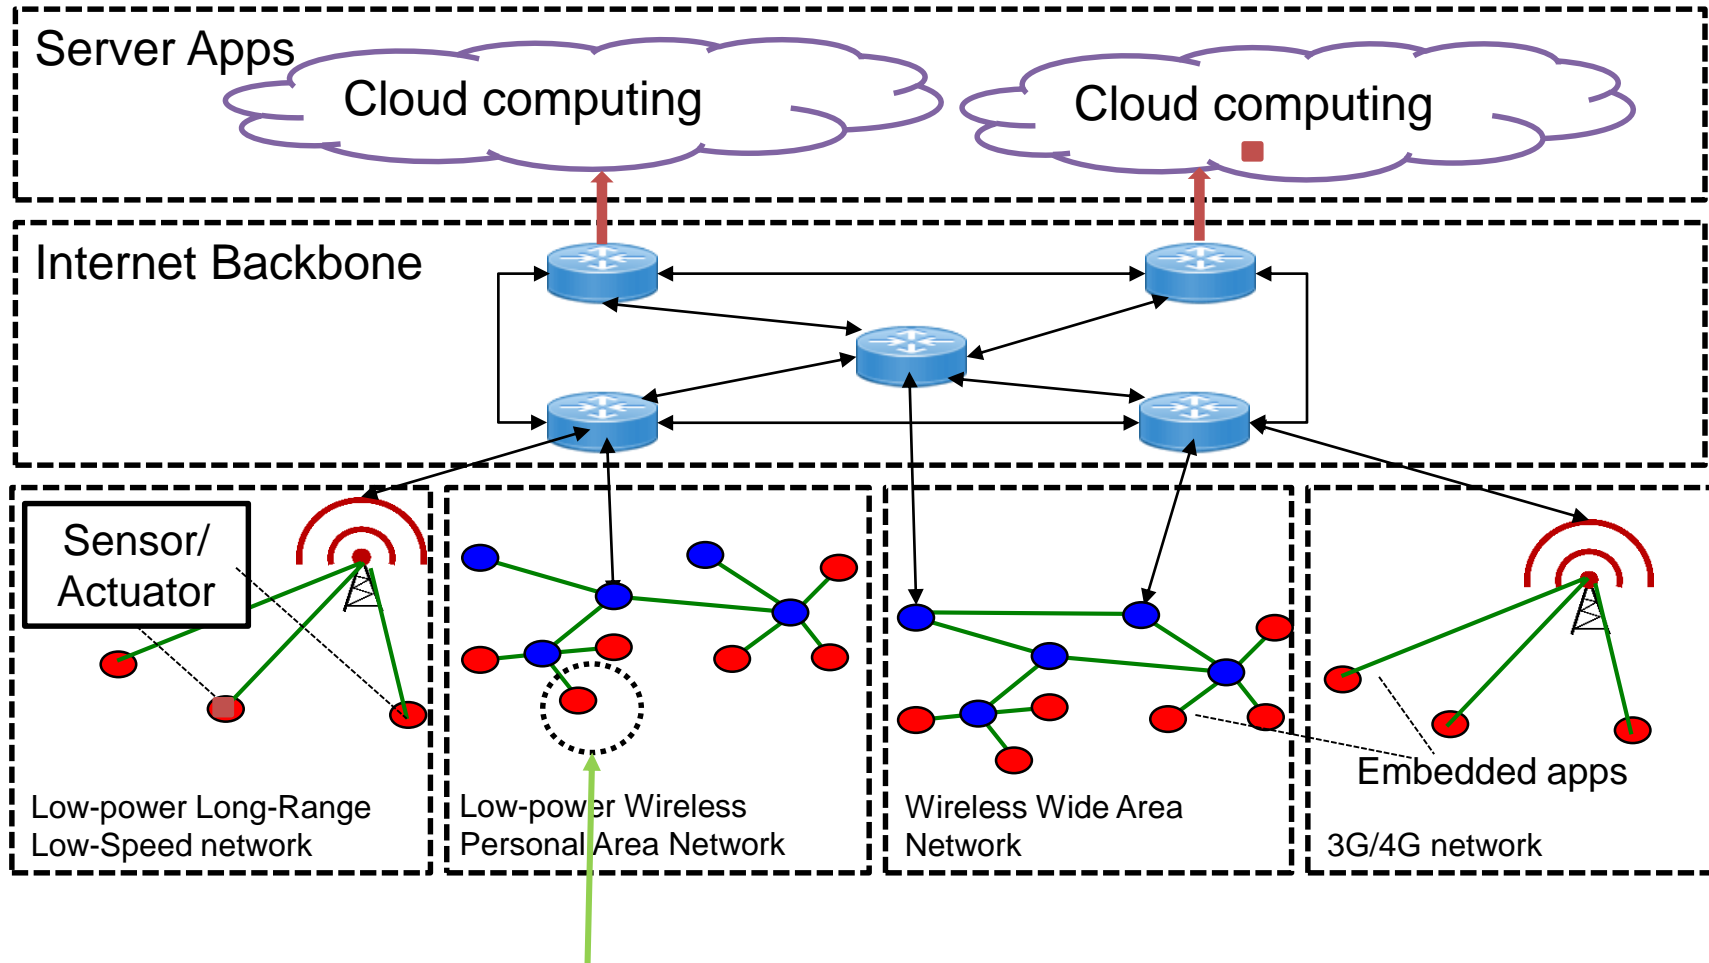 Server Apps
Cloud computing
Cloud computing
Internet Backbone
Sensor/
Actuator
Embedded apps
Low-power Long-Range
Low-Speed network
Low-power Wireless
Personal Area Network
Wireless Wide Area
Network
3G/4G network